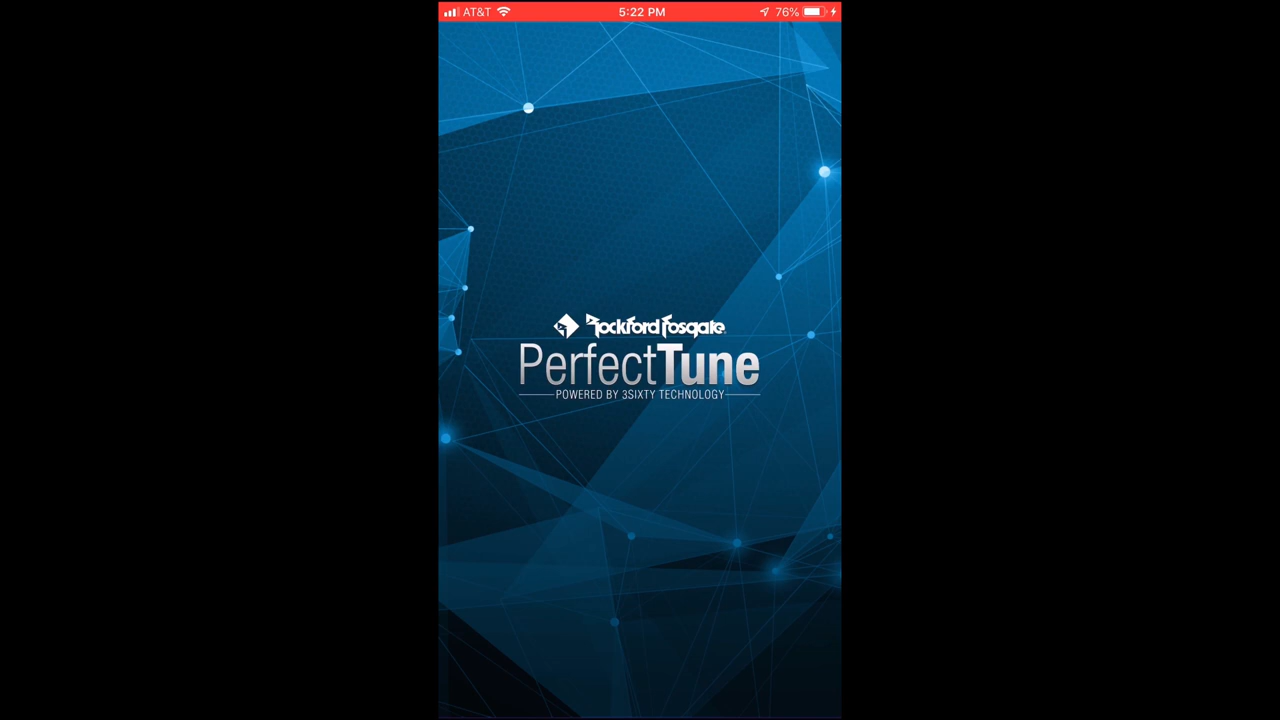 AT&T 5:22 PM 76%
Rockford Fosgate
PerfectTune
POWERED BY 3SIXTY TECHNOLOGY